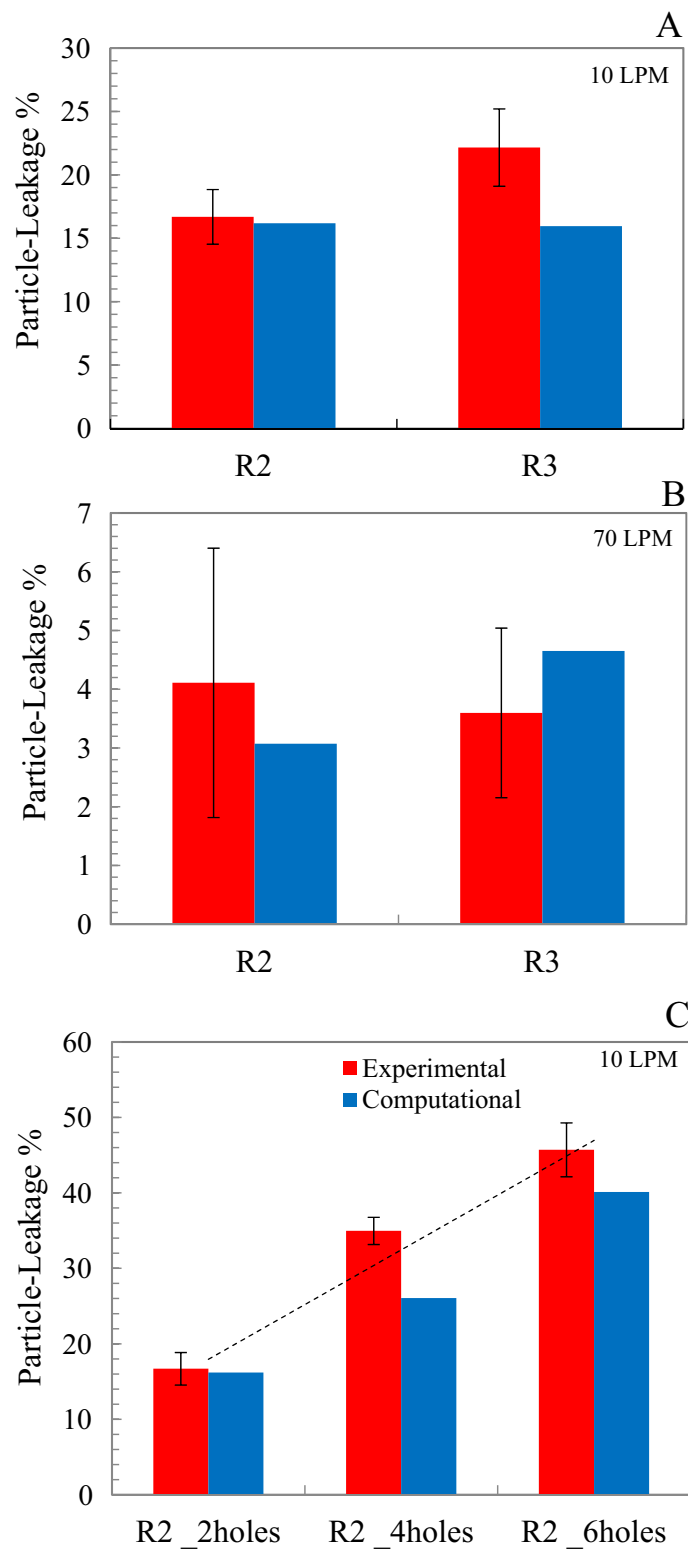 A
30
25
20
15
10
5
0
Particle-Leakage %
10 LPM
R2 R3
B
7
6
5
4
3
2
1
0
Particle-Leakage %
70 LPM
R2 R3
C
60
50
40
30
20
10
0
Particle-Leakage %
10 LPM
Experimental
Computational
R2 _2holes R2 _4holes R2 _6holes